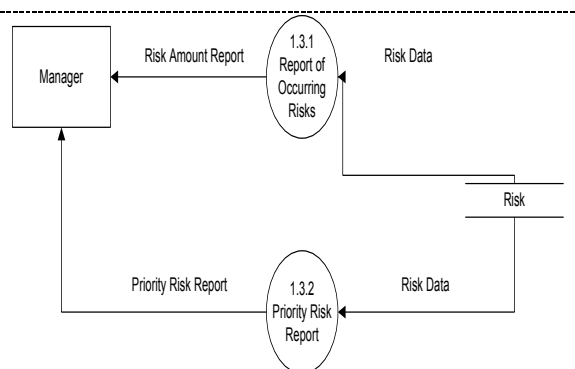 1.3.1
Report of
Occurring
Risks
Risk Amount Report
Risk Data
Manager
Risk
1.3.2
Priority Risk
Report
Priority Risk Report
Risk Data